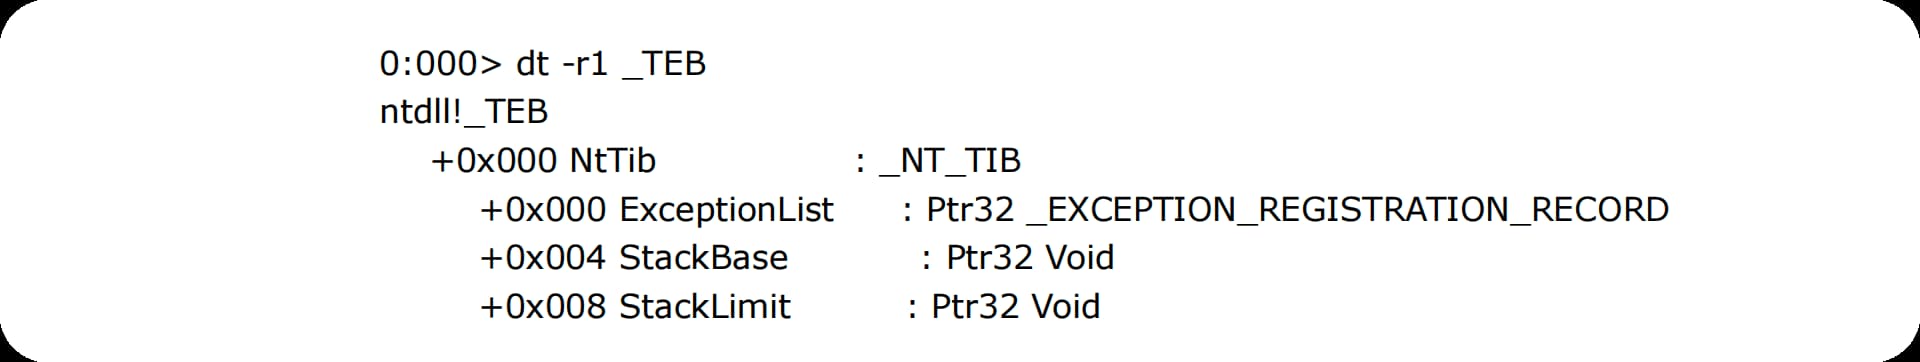 0:000> dt -r1 _TEB
ntdll!_TEB
+0x000 NtTib : _NT_TIB
+0x000 ExceptionList : Ptr32 _EXCEPTION_REGISTRATION_RECORD
+0x004 StackBase : Ptr32 Void
+0x008 StackLimit : Ptr32 Void